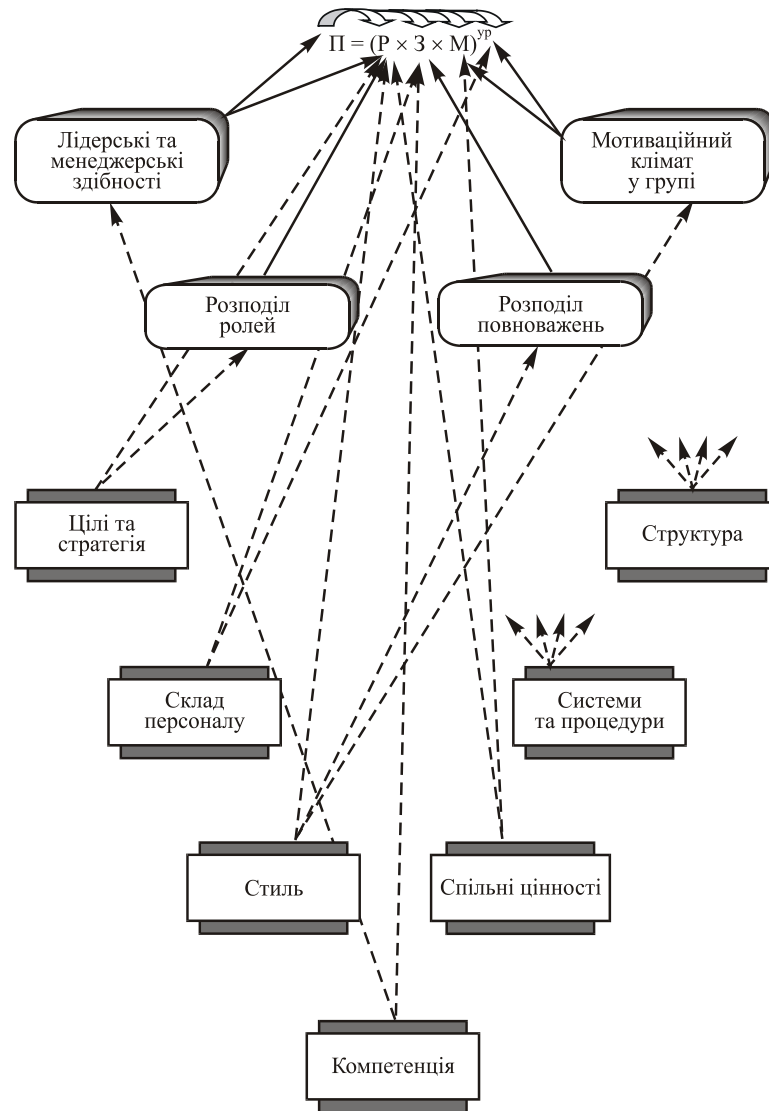 П = (Р × З × М)ур
Лідерські та
менеджерські
здібності
Мотиваційний
клімат
у групі
Розподіл
ролей
Розподіл
повноважень
Цілі та
стратегія
Структура
Склад
персоналу
Системи
та процедури
Стиль
Спільні цінності
Компетенція